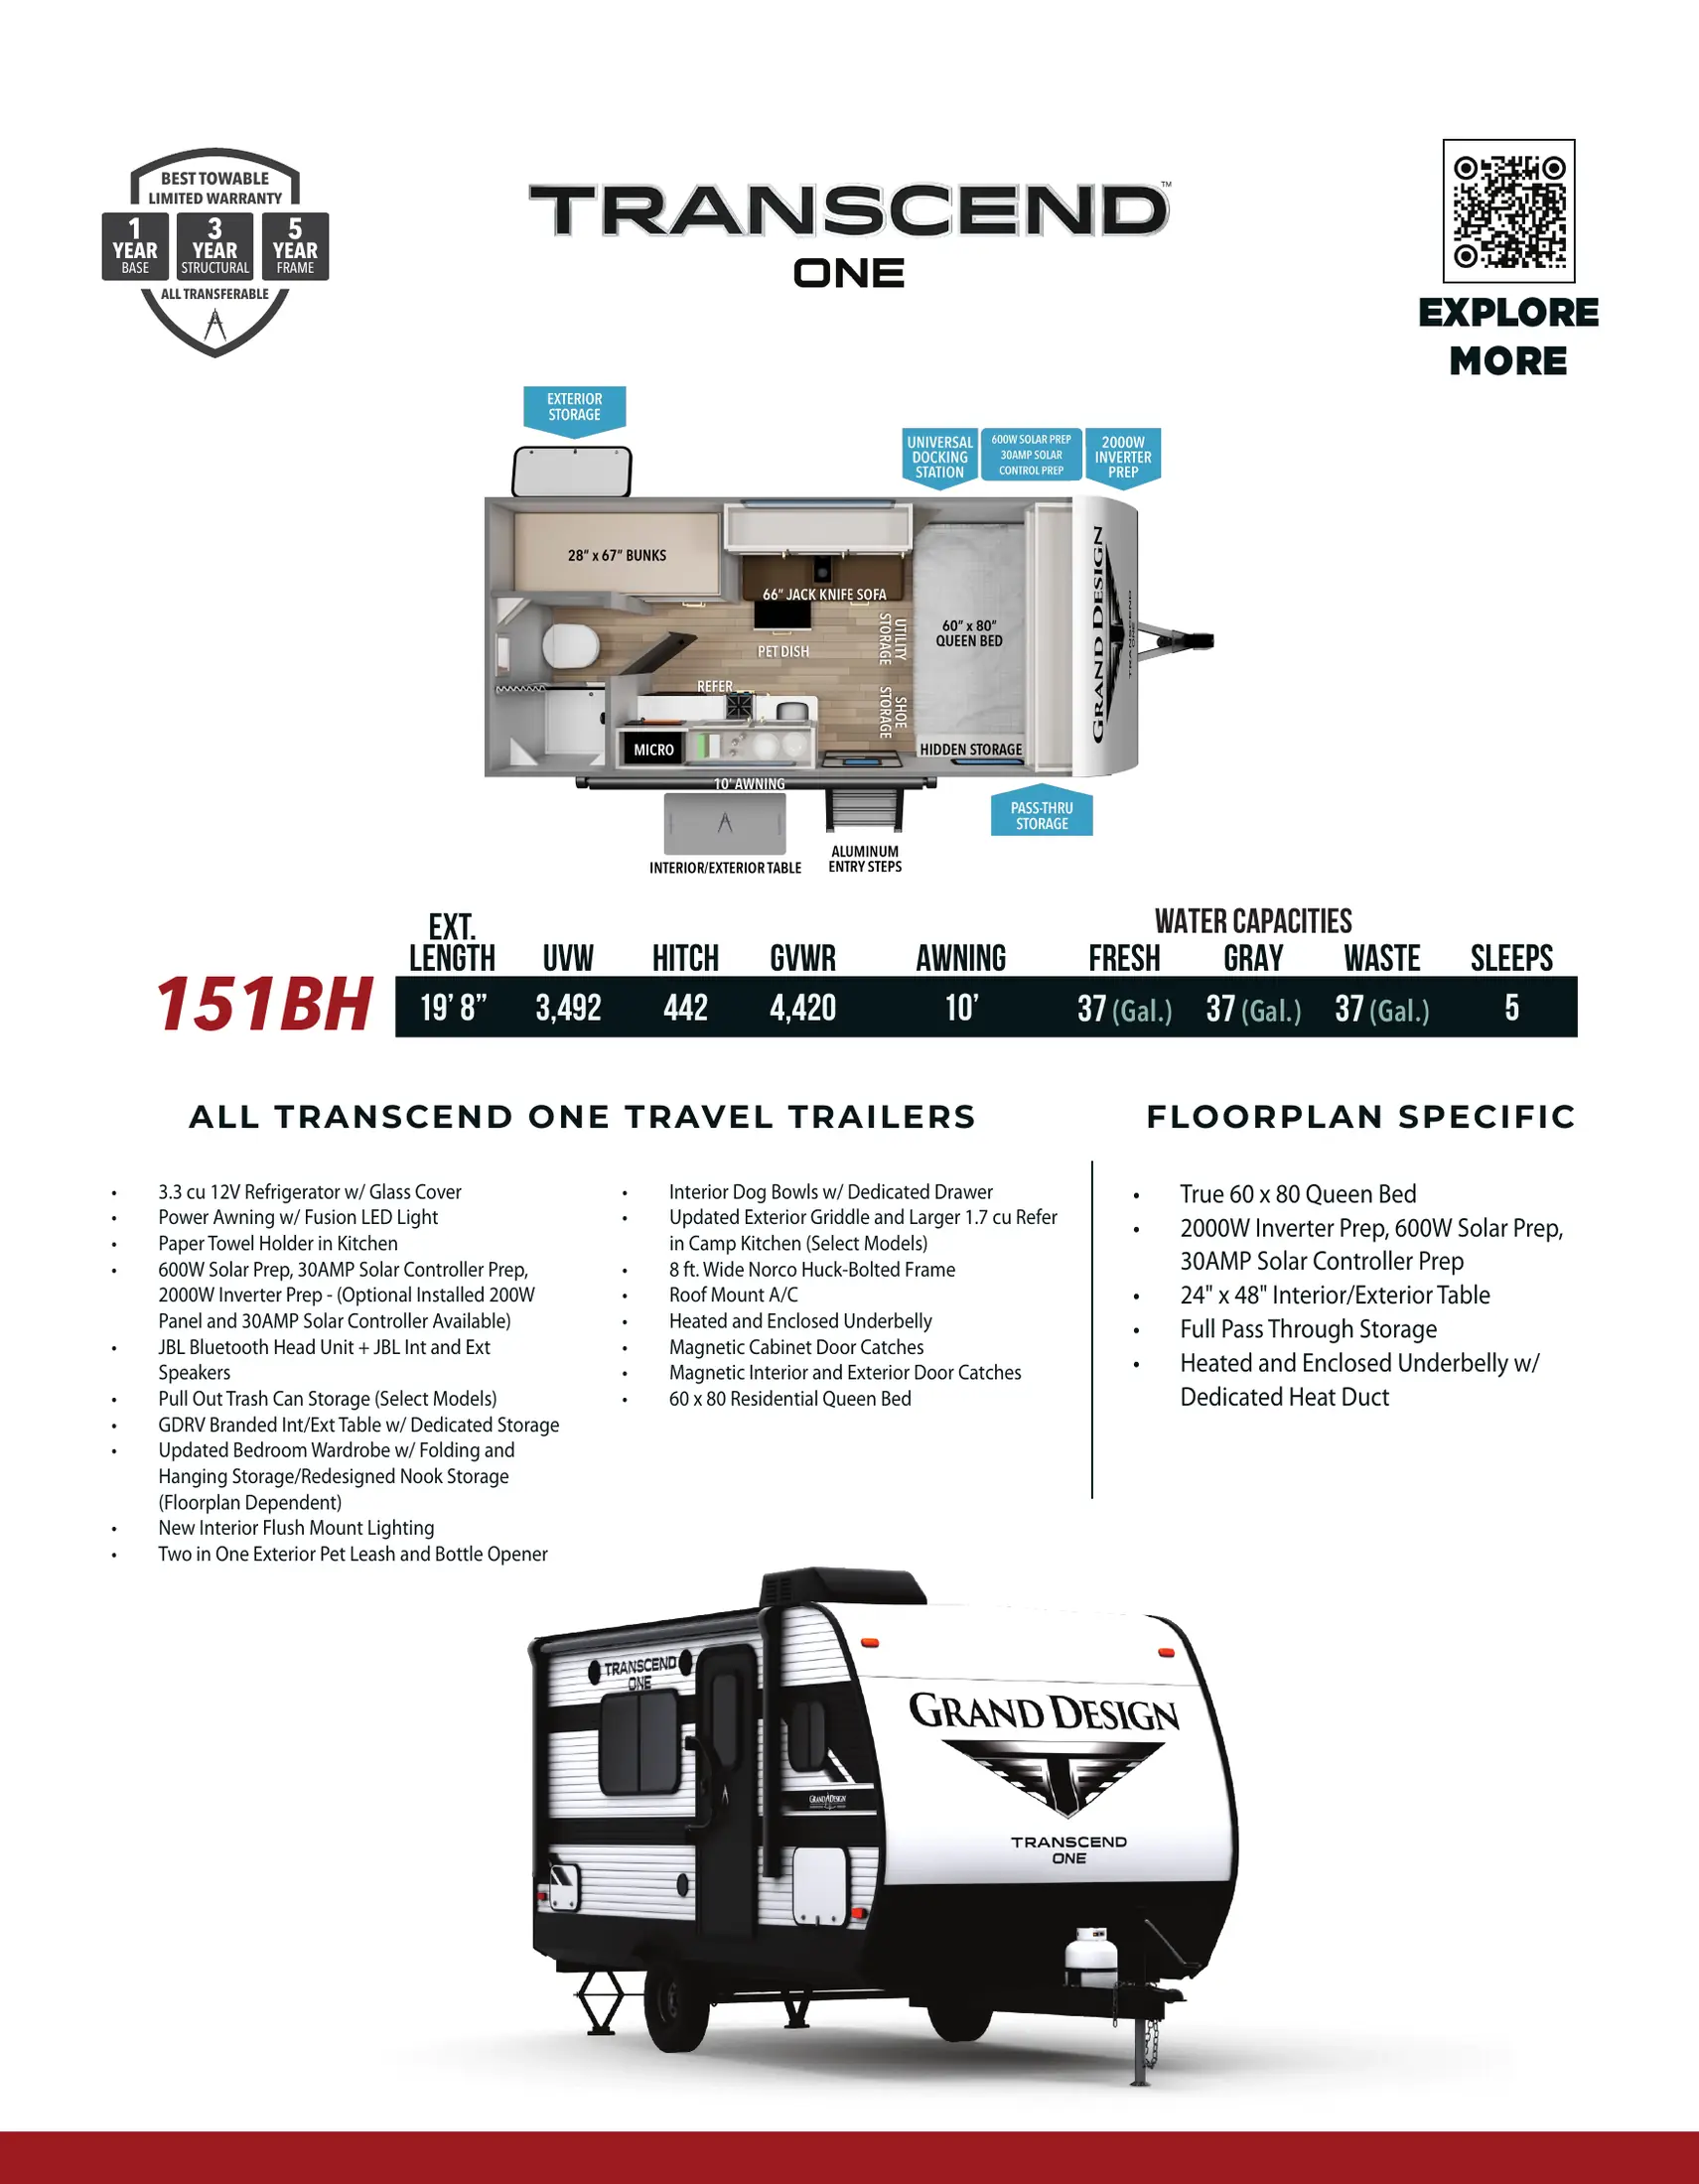 BEST TOWABLE
LIMITED WARRANTY
1 YEAR BASE
3 YEAR STRUCTURAL
5 YEAR FRAME
ALL TRANSFERABLE
TRANSCEND™
ONE
EXPLORE
MORE
EXTERIOR
STORAGE
UNIVERSAL
DOCKING
STATION
600W SOLAR PREP
30AMP SOLAR
CONTROL PREP
2000W
INVERTER
PREP
28” x 67” BUNKS
66” JACK KNIFE SOFA
PET DISH
UTILITY
STORAGE
SHOE
STORAGE
60” x 80”
QUEEN BED
REFER
MICRO
HIDDEN STORAGE
GRAND DESIGN
TRANSCEND
ONE
10' AWNING
PASS-THRU
STORAGE
INTERIOR/EXTERIOR TABLE
ALUMINUM
ENTRY STEPS
WATER CAPACITIES
EXT.
LENGTH UVW HITCH GVWR AWNING FRESH GRAY WASTE SLEEPS
151BH 19’ 8” 3,492 442 4,420 10’ 37 (Gal.) 37 (Gal.) 37 (Gal.) 5
ALL TRANSCEND ONE TRAVEL TRAILERS
• 3.3 cu 12V Refrigerator w/ Glass Cover
• Power Awning w/ Fusion LED Light
• Paper Towel Holder in Kitchen
• 600W Solar Prep, 30AMP Solar Controller Prep,
2000W Inverter Prep - (Optional Installed 200W
Panel and 30AMP Solar Controller Available)
• JBL Bluetooth Head Unit + JBL Int and Ext
Speakers
• Pull Out Trash Can Storage (Select Models)
• GDRV Branded Int/Ext Table w/ Dedicated Storage
• Updated Bedroom Wardrobe w/ Folding and
Hanging Storage/Redesigned Nook Storage
(Floorplan Dependent)
• New Interior Flush Mount Lighting
• Two in One Exterior Pet Leash and Bottle Opener
• Interior Dog Bowls w/ Dedicated Drawer
• Updated Exterior Griddle and Larger 1.7 cu Refer
in Camp Kitchen (Select Models)
• 8 ft. Wide Norco Huck-Bolted Frame
• Roof Mount A/C
• Heated and Enclosed Underbelly
• Magnetic Cabinet Door Catches
• Magnetic Interior and Exterior Door Catches
• 60 x 80 Residential Queen Bed
FLOORPLAN SPECIFIC
• True 60 x 80 Queen Bed
• 2000W Inverter Prep, 600W Solar Prep,
30AMP Solar Controller Prep
• 24" x 48" Interior/Exterior Table
• Full Pass Through Storage
• Heated and Enclosed Underbelly w/
Dedicated Heat Duct
TRANSCEND
ONE
GRAND DESIGN
GRAND DESIGN
TRANSCEND
ONE